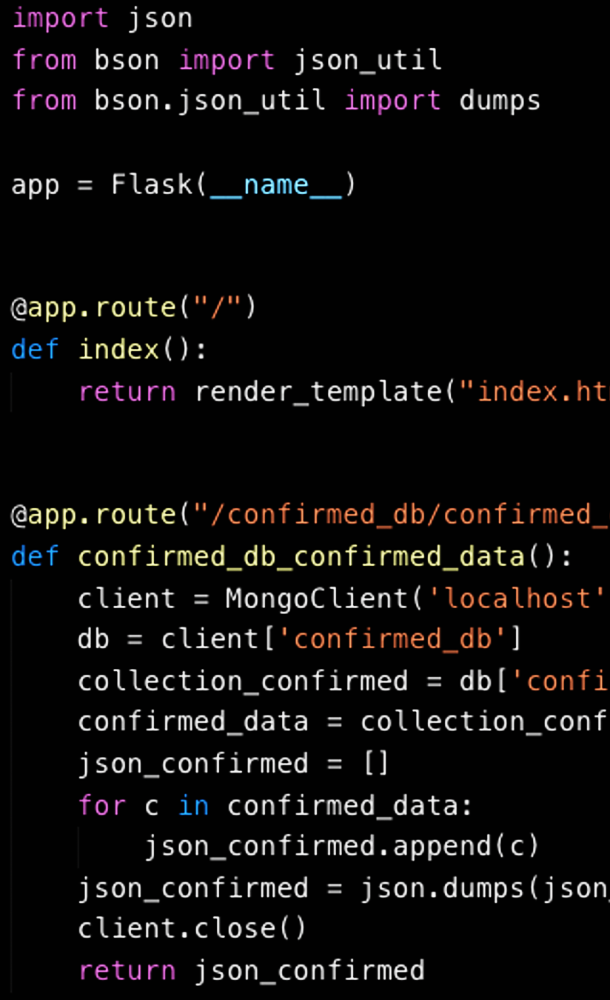 import json
from bson import json_util
from bson.json_util import dumps
app = Flask(__name__)
@app.route("/")
def index():
return render_template("index.ht
@app.route("/confirmed_db/confirmed_
def confirmed_db_confirmed_data():
client = MongoClient('localhost'
db = client['confirmed_db']
collection_confirmed = db['confi
confirmed_data = collection_conf
json_confirmed = []
for c in confirmed_data:
json_confirmed.append(c)
json_confirmed = json.dumps(json_
client.close()
return json_confirmed